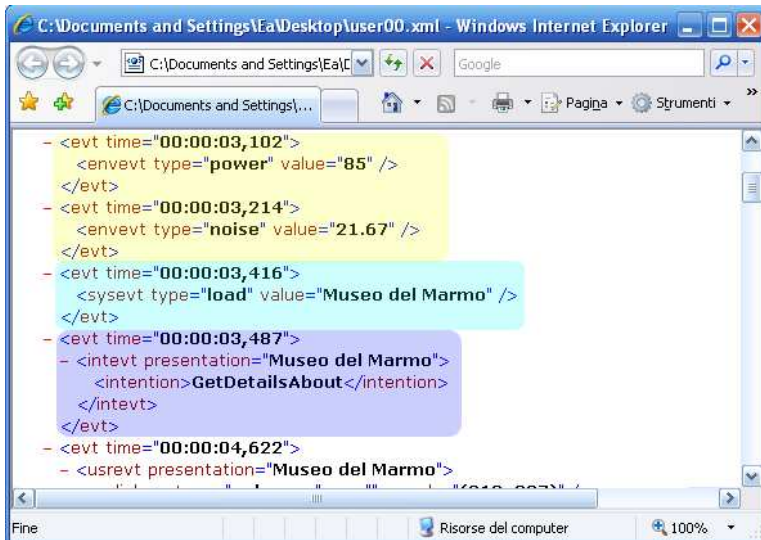 C:\Documents and Settings\Ea\Desktop\user00.xml - Windows Internet Explorer
C:\Documents and Settings\Ea\D
Google
C:\Documents and Settings\...
Pagina
Strumenti
»
- <evt time="00:00:03,102">
<envevt type="power" value="85" />
</evt>
- <evt time="00:00:03,214">
<envevt type="noise" value="21.67" />
</evt>
- <evt time="00:00:03,416">
<sysevt type="load" value="Museo del Marmo" />
</evt>
- <evt time="00:00:03,487">
- <intevt presentation="Museo del Marmo">
<intention>GetDetailsAbout</intention>
</intevt>
</evt>
- <evt time="00:00:04,622">
- <usrevt presentation="Museo del Marmo">
Fine
Risorse del computer
100%